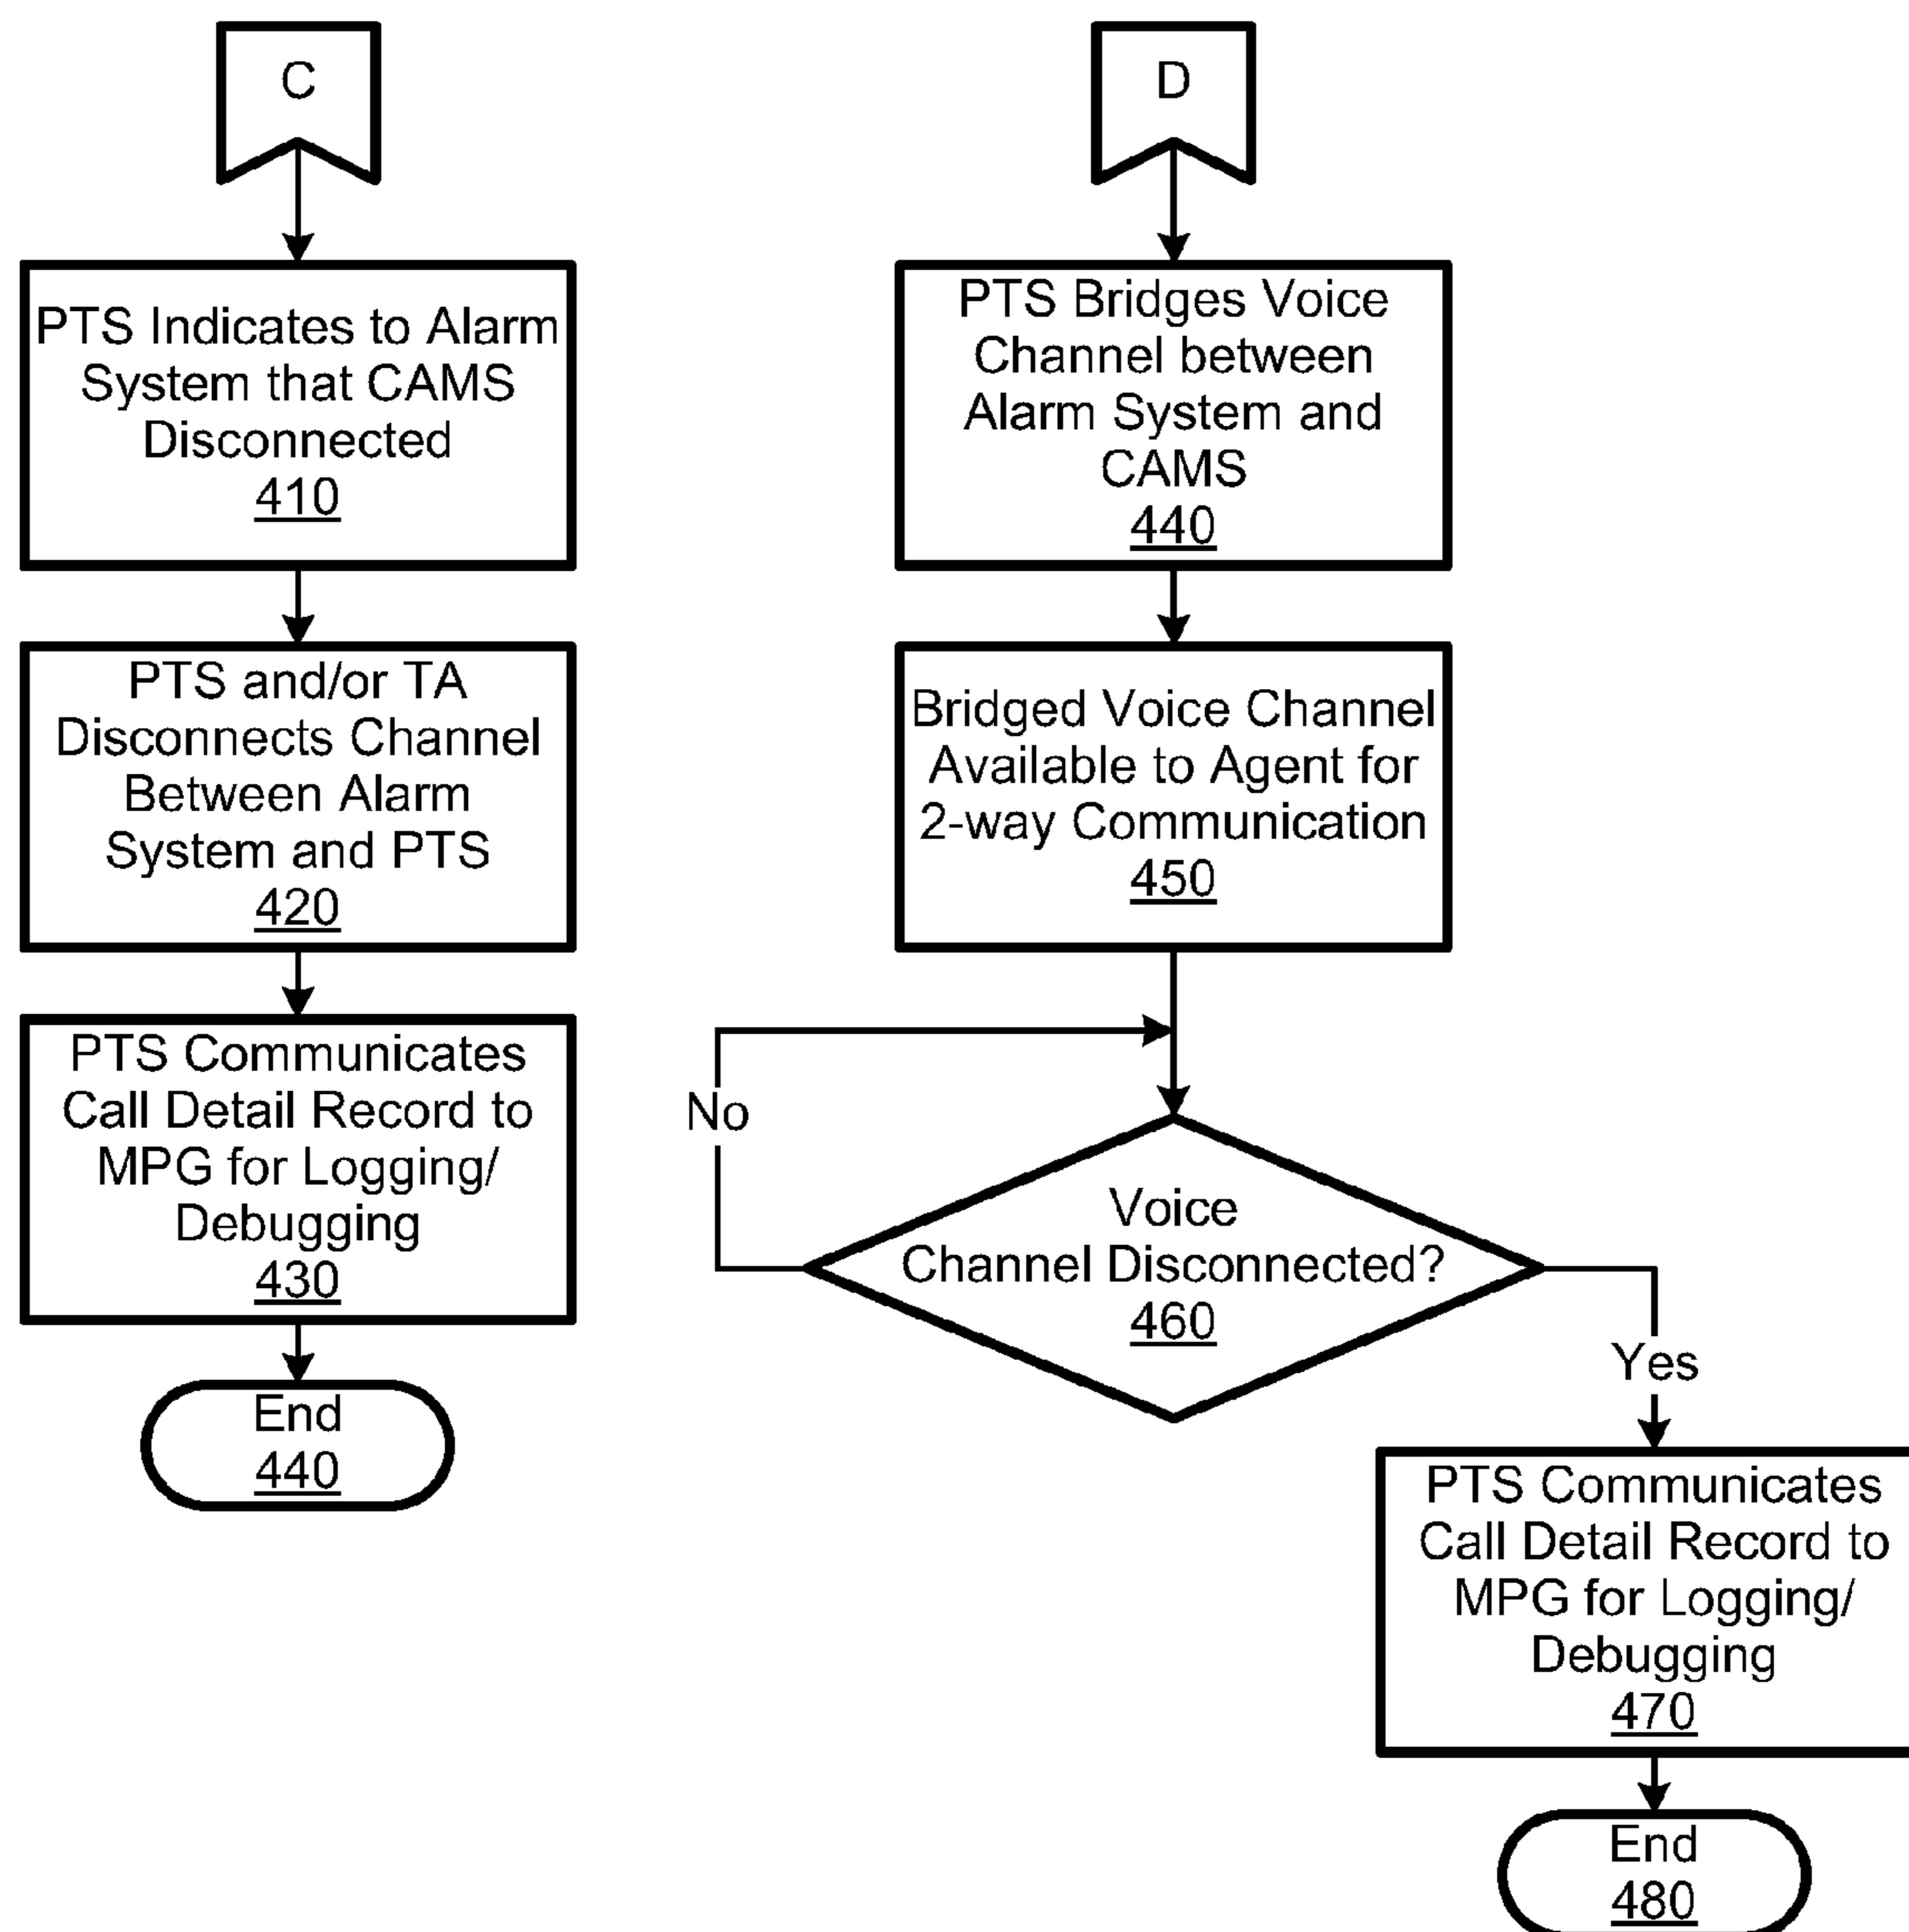 C
PTS Indicates to Alarm
System that CAMS
Disconnected
410
PTS and/or TA
Disconnects Channel
Between Alarm
System and PTS
420
PTS Communicates
Call Detail Record to
MPG for Logging/
Debugging
430
End
440
D
PTS Bridges Voice
Channel between
Alarm System and
CAMS
440
Bridged Voice Channel
Available to Agent for
2-way Communication
450
No
Voice
Channel Disconnected?
460
Yes
PTS Communicates
Call Detail Record to
MPG for Logging/
Debugging
470
End
480